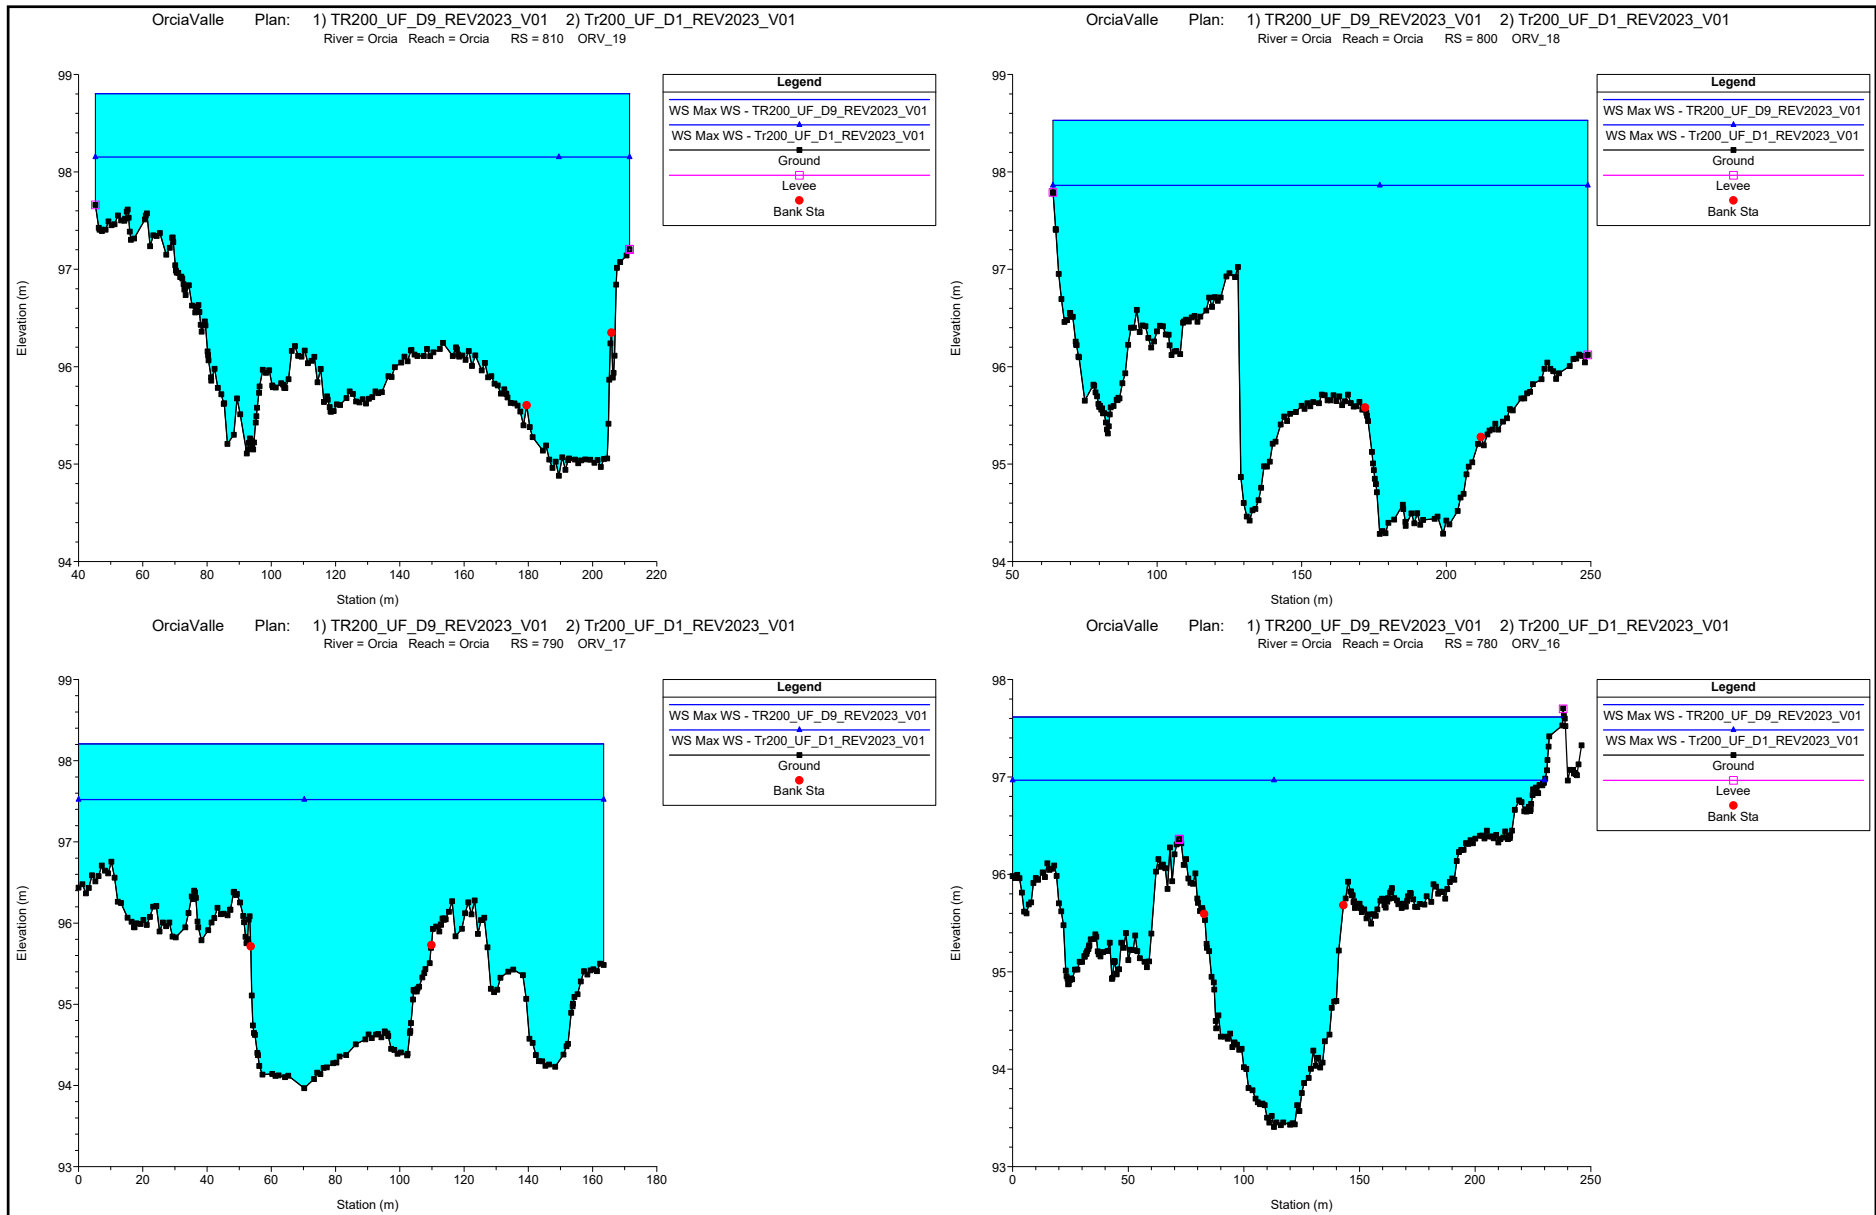 OrciaValle Plan: 1) TR200_UF_D9_REV2023_V01 2) Tr200_UF_D1_REV2023_V01
River = Orcia Reach = Orcia RS = 810 ORV_19
Elevation (m)
99
98
97
96
95
94
40 60 80 100 120 140 160 180 200 220
Station (m)
Legend
WS Max WS - TR200_UF_D9_REV2023_V01
WS Max WS - Tr200_UF_D1_REV2023_V01
Ground
Levee
Bank Sta
OrciaValle Plan: 1) TR200_UF_D9_REV2023_V01 2) Tr200_UF_D1_REV2023_V01
River = Orcia Reach = Orcia RS = 800 ORV_18
Elevation (m)
99
98
97
96
95
94
50 100 150 200 250
Station (m)
Legend
WS Max WS - TR200_UF_D9_REV2023_V01
WS Max WS - Tr200_UF_D1_REV2023_V01
Ground
Levee
Bank Sta
OrciaValle Plan: 1) TR200_UF_D9_REV2023_V01 2) Tr200_UF_D1_REV2023_V01
River = Orcia Reach = Orcia RS = 790 ORV_17
Elevation (m)
99
98
97
96
95
94
93
0 20 40 60 80 100 120 140 160 180
Station (m)
Legend
WS Max WS - TR200_UF_D9_REV2023_V01
WS Max WS - Tr200_UF_D1_REV2023_V01
Ground
Bank Sta
OrciaValle Plan: 1) TR200_UF_D9_REV2023_V01 2) Tr200_UF_D1_REV2023_V01
River = Orcia Reach = Orcia RS = 780 ORV_16
Elevation (m)
98
97
96
95
94
93
0 50 100 150 200 250
Station (m)
Legend
WS Max WS - TR200_UF_D9_REV2023_V01
WS Max WS - Tr200_UF_D1_REV2023_V01
Ground
Levee
Bank Sta